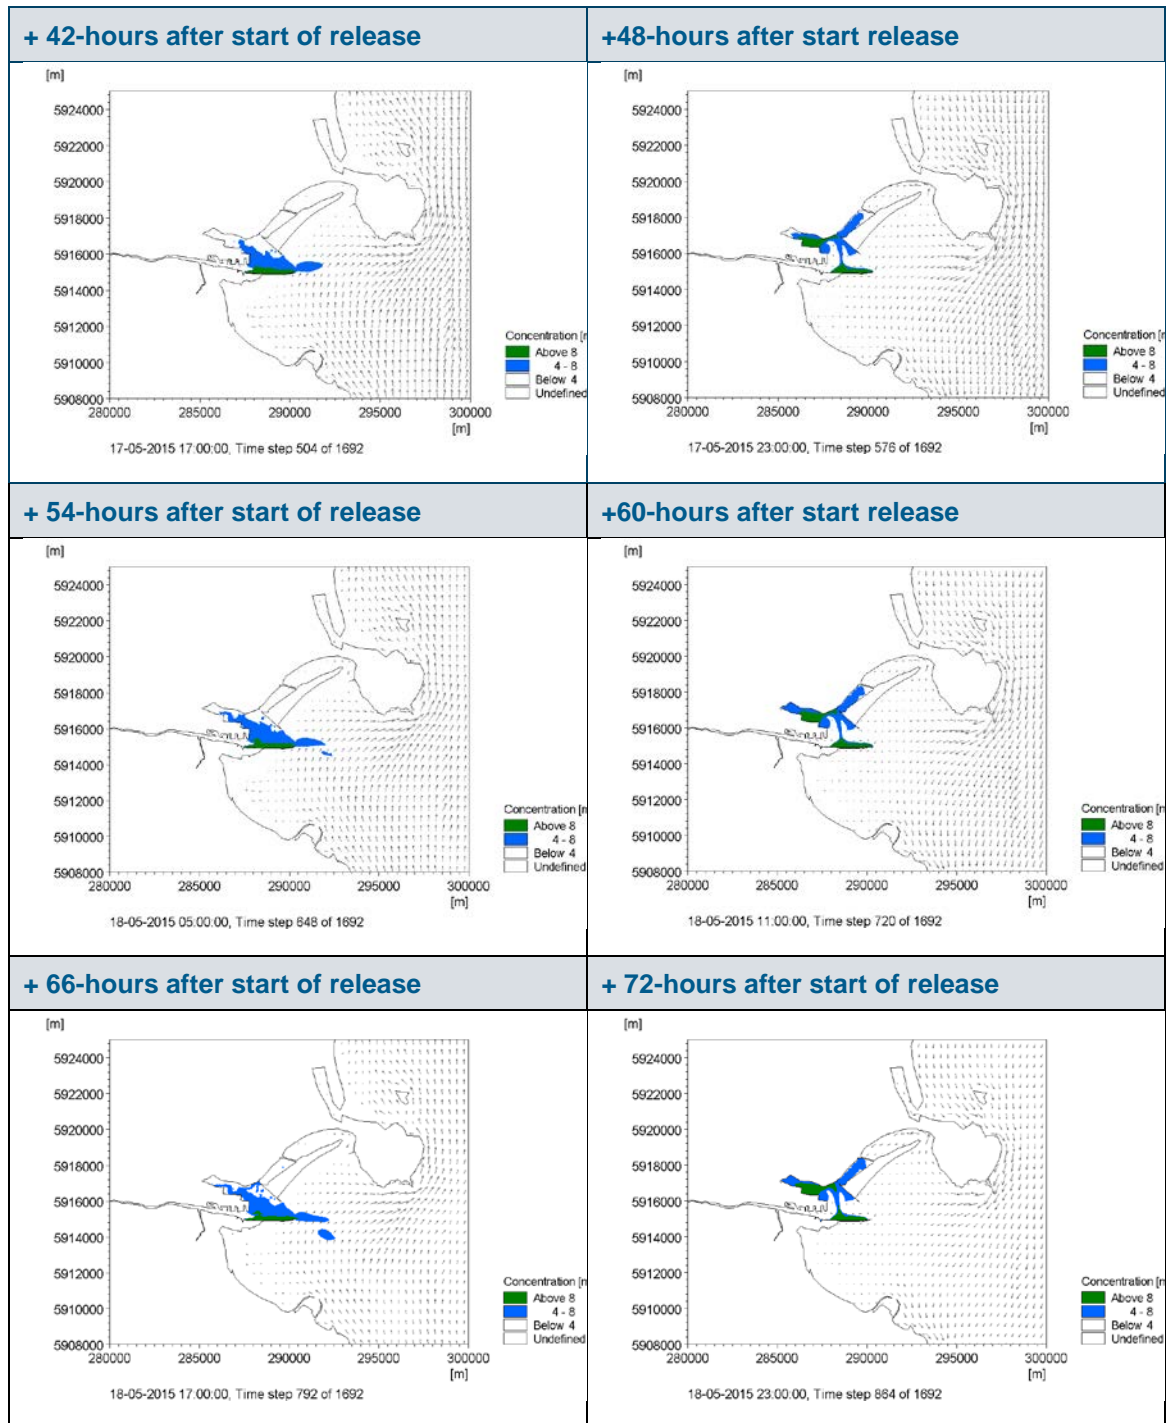 + 42-hours after start of release
+48-hours after start release
[m]
5924000
5922000
5920000
5918000
5916000
5914000
5912000
5910000
5908000
280000 285000 290000 295000 300000
[m]
Concentration [m
Above 8
4 - 8
Below 4
Undefined
17-05-2015 17:00:00, Time step 504 of 1692
[m]
5924000
5922000
5920000
5918000
5916000
5914000
5912000
5910000
5908000
280000 285000 290000 295000 300000
[m]
Concentration [m
Above 8
4 - 8
Below 4
Undefined
17-05-2015 23:00:00, Time step 576 of 1692
+ 54-hours after start of release
+60-hours after start release
[m]
5924000
5922000
5920000
5918000
5916000
5914000
5912000
5910000
5908000
280000 285000 290000 295000 300000
[m]
Concentration [m
Above 8
4 - 8
Below 4
Undefined
18-05-2015 05:00:00, Time step 648 of 1692
[m]
5924000
5922000
5920000
5918000
5916000
5914000
5912000
5910000
5908000
280000 285000 290000 295000 300000
[m]
Concentration [m
Above 8
4 - 8
Below 4
Undefined
18-05-2015 11:00:00, Time step 720 of 1692
+ 66-hours after start of release
+ 72-hours after start of release
[m]
5924000
5922000
5920000
5918000
5916000
5914000
5912000
5910000
5908000
280000 285000 290000 295000 300000
[m]
Concentration [m
Above 8
4 - 8
Below 4
Undefined
18-05-2015 17:00:00, Time step 792 of 1692
[m]
5924000
5922000
5920000
5918000
5916000
5914000
5912000
5910000
5908000
280000 285000 290000 295000 300000
[m]
Concentration [m
Above 8
4 - 8
Below 4
Undefined
18-05-2015 23:00:00, Time step 864 of 1692